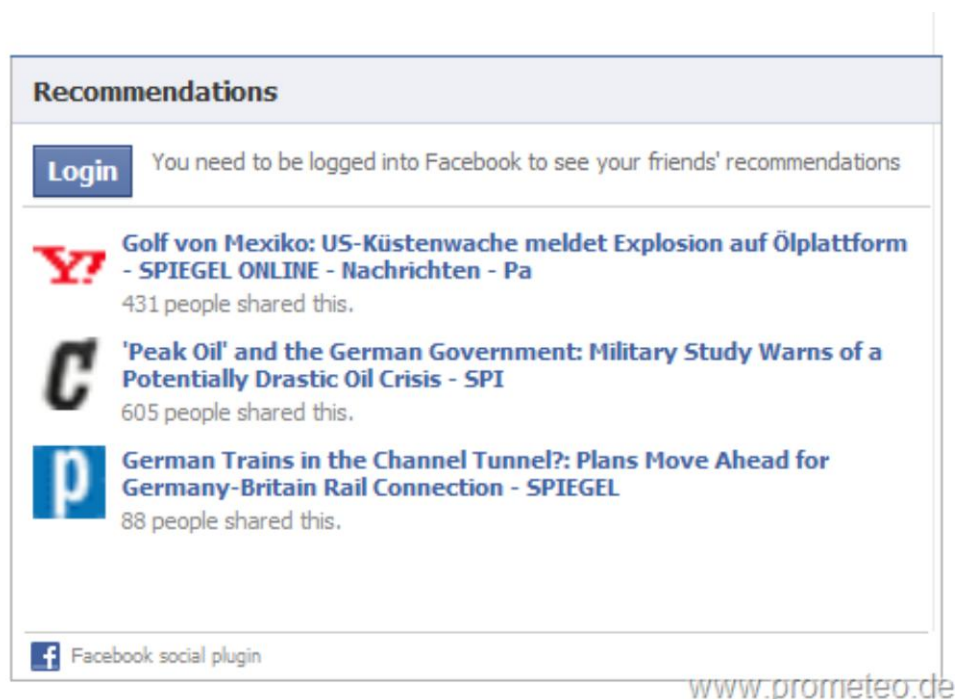 Recommendations
Login
You need to be logged into Facebook to see your friends' recommendations
Y!
Golf von Mexiko: US-Küstenwache meldet Explosion auf Ölplattform
- SPIEGEL ONLINE - Nachrichten - Pa
431 people shared this.
C
'Peak Oil' and the German Government: Military Study Warns of a
Potentially Drastic Oil Crisis - SPI
605 people shared this.
p
German Trains in the Channel Tunnel?: Plans Move Ahead for
Germany-Britain Rail Connection - SPIEGEL
88 people shared this.
f
Facebook social plugin
www.prometeo.de